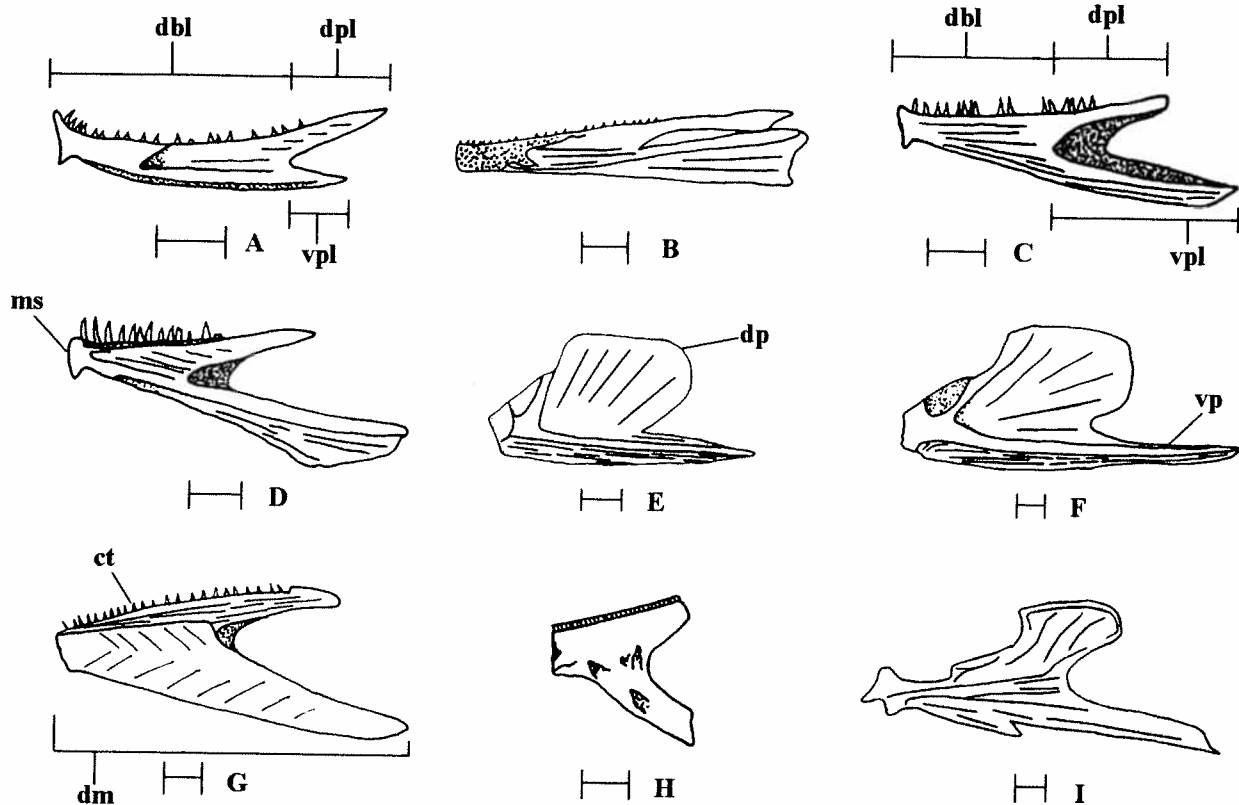 dbl dpl dbl dpl
A B C
vpl vpl
ms dp vp
D E F
ct
G H I
dm